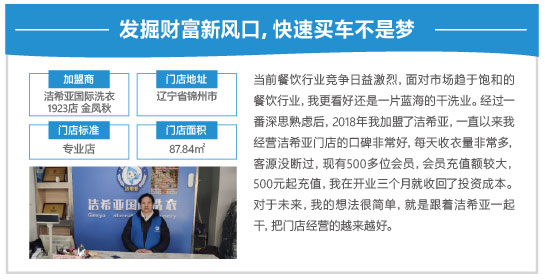 发掘财富新风口, 快速买车不是梦
加盟商
门店地址
洁希亚国际洗衣
1923店 金凤秋
辽宁省锦州市
门店标准
门店面积
专业店
87.84㎡
洁希亚国际洗衣
当前餐饮行业竞争日益激烈，面对市场趋于饱和的
餐饮行业，我更看好还是一片蓝海的干洗业。经过一
番深思熟虑后，2018年我加盟了洁希亚，一直以来我
经营洁希亚门店的口碑非常好，每天收衣量非常多，
客源没断过，现有500多位会员，会员充值额较大，
500元起充值，我在开业三个月就收回了投资成本。
对于未来，我的想法很简单，就是跟着洁希亚一起
干，把门店经营的越来越好。